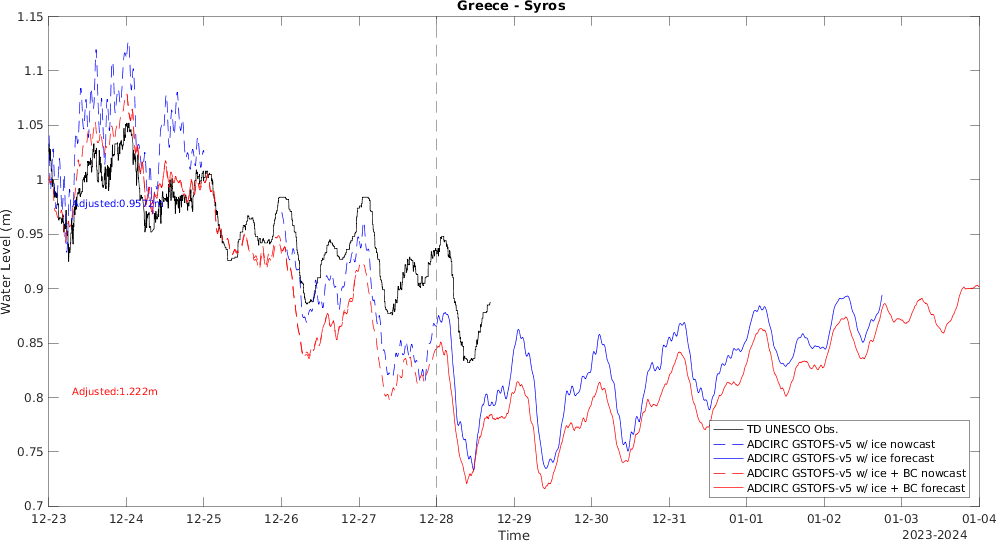 Greece - Syros
1.15
1.1
1.05
1
0.95
0.9
0.85
0.8
0.75
0.7
Water Level (m)
Adjusted:0.9572m
Adjusted:1.222m
TD UNESCO Obs.
ADCIRC GSTOFS-v5 w/ ice nowcast
ADCIRC GSTOFS-v5 w/ ice forecast
ADCIRC GSTOFS-v5 w/ ice + BC nowcast
ADCIRC GSTOFS-v5 w/ ice + BC forecast
12-23 12-24 12-25 12-26 12-27 12-28 12-29 12-30 12-31 01-01 01-02 01-03 01-04
Time
2023-2024